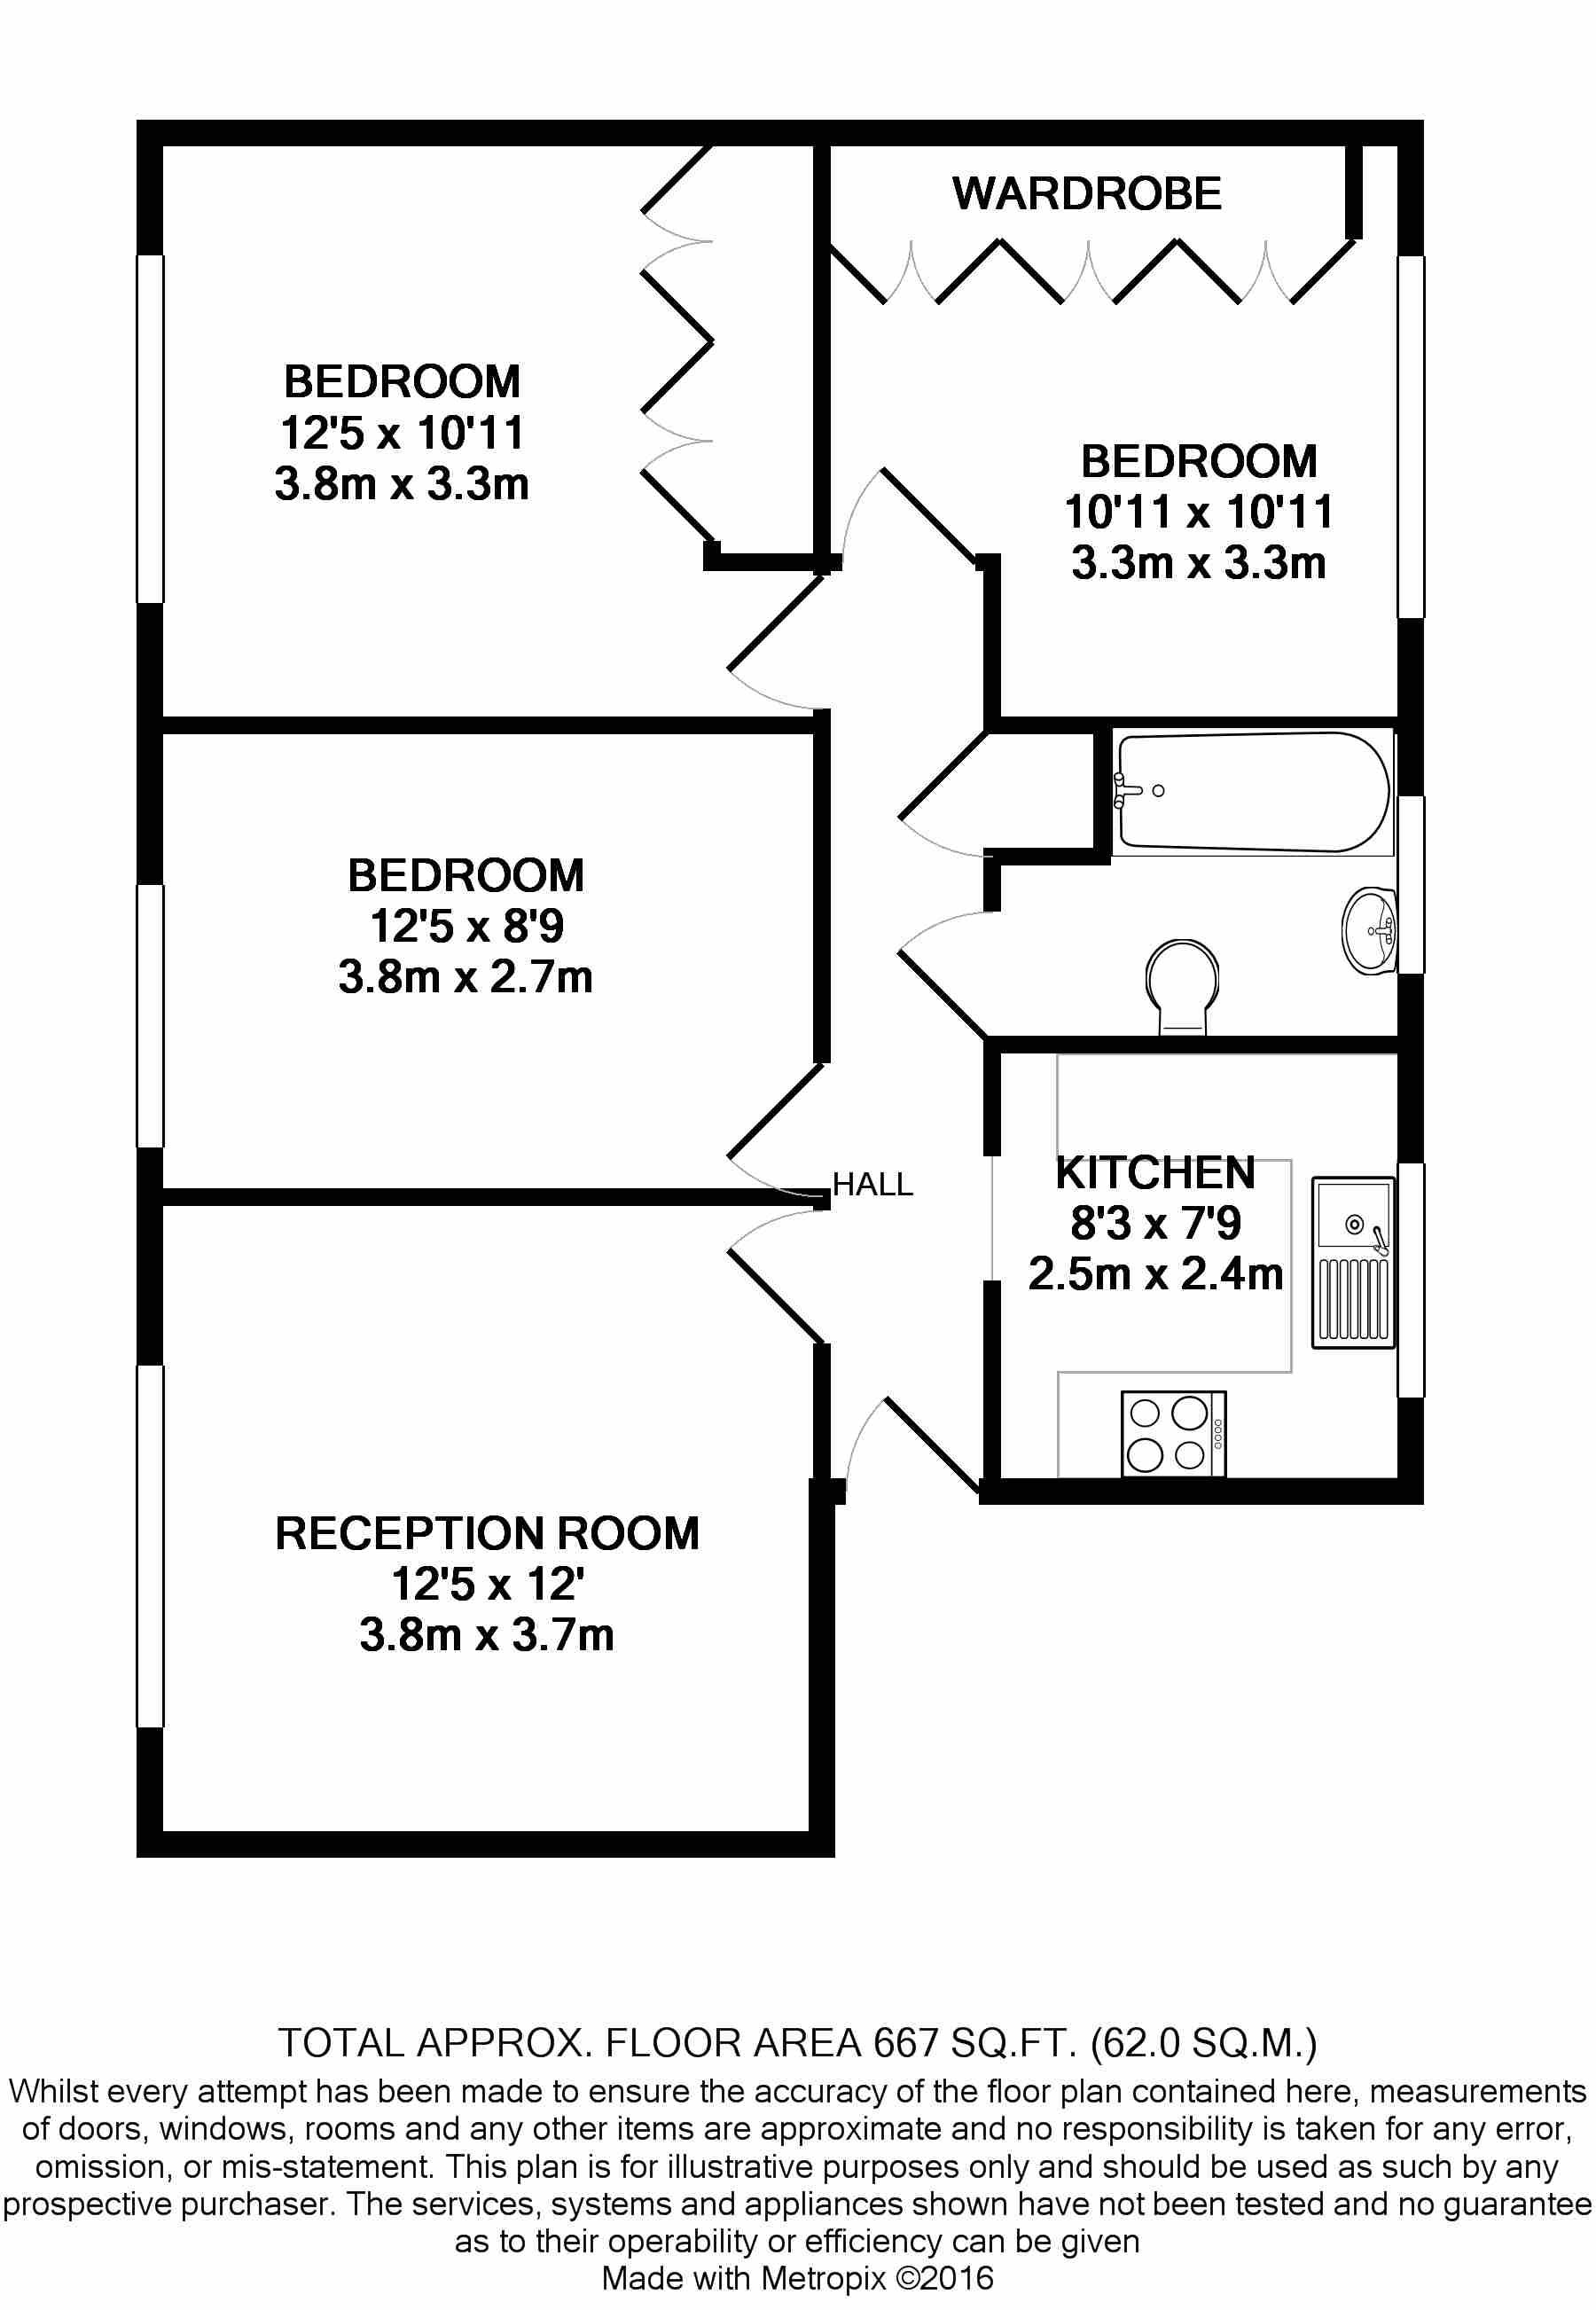 WARDROBE
BEDROOM
12'5 x 10'11
3.8m x 3.3m
BEDROOM
10'11 x 10'11
3.3m x 3.3m
BEDROOM
12'5 x 8'9
3.8m x 2.7m
HALL
KITCHEN
8'3 x 7'9
2.5m x 2.4m
RECEPTION ROOM
12'5 x 12'
3.8m x 3.7m
TOTAL APPROX. FLOOR AREA 667 SQ.FT. (62.0 SQ.M.)
Whilst every attempt has been made to ensure the accuracy of the floor plan contained here, measurements
of doors, windows, rooms and any other items are approximate and no responsibility is taken for any error,
omission, or mis-statement. This plan is for illustrative purposes only and should be used as such by any
prospective purchaser. The services, systems and appliances shown have not been tested and no guarantee
as to their operability or efficiency can be given
Made with Metropix ©2016